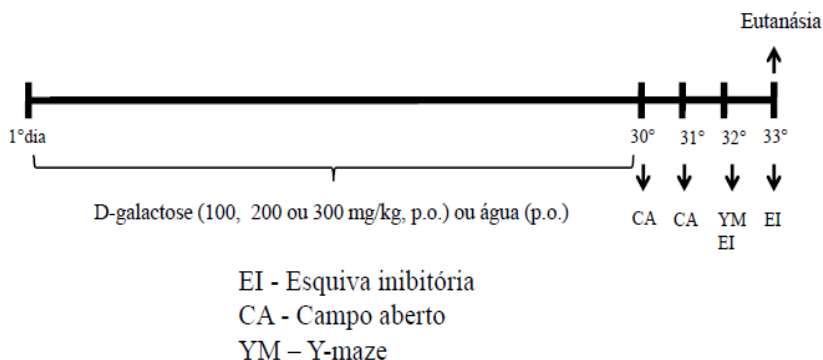 Eutanásia
1°dia
30° 31° 32° 33°
D-galactose (100, 200 ou 300 mg/kg, p.o.) ou água (p.o.)
CA CA YM EI
EI
EI - Esquiva inibitória
CA - Campo aberto
YM – Y-maze